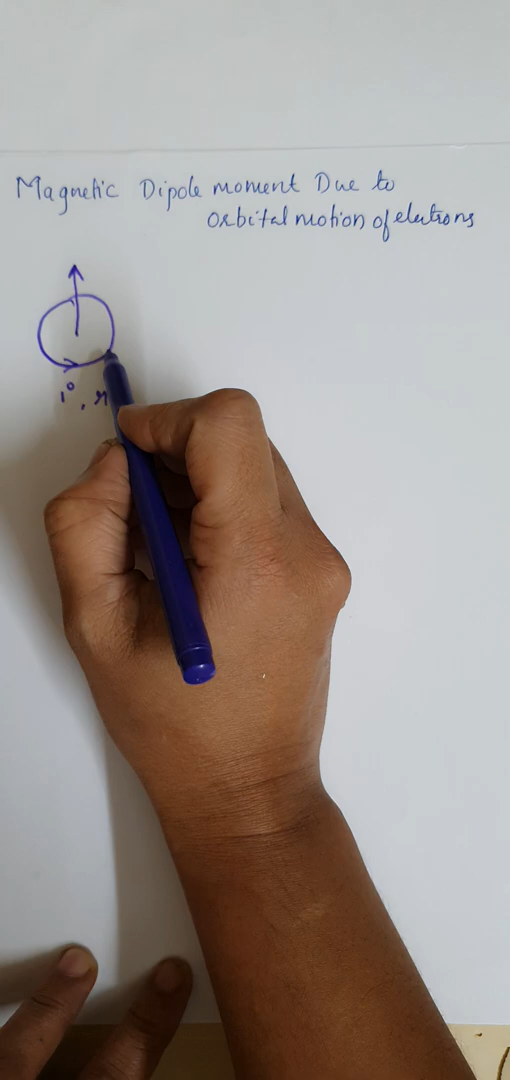 Magnetic Dipole moment Due to
orbital motion of electrons
i, r